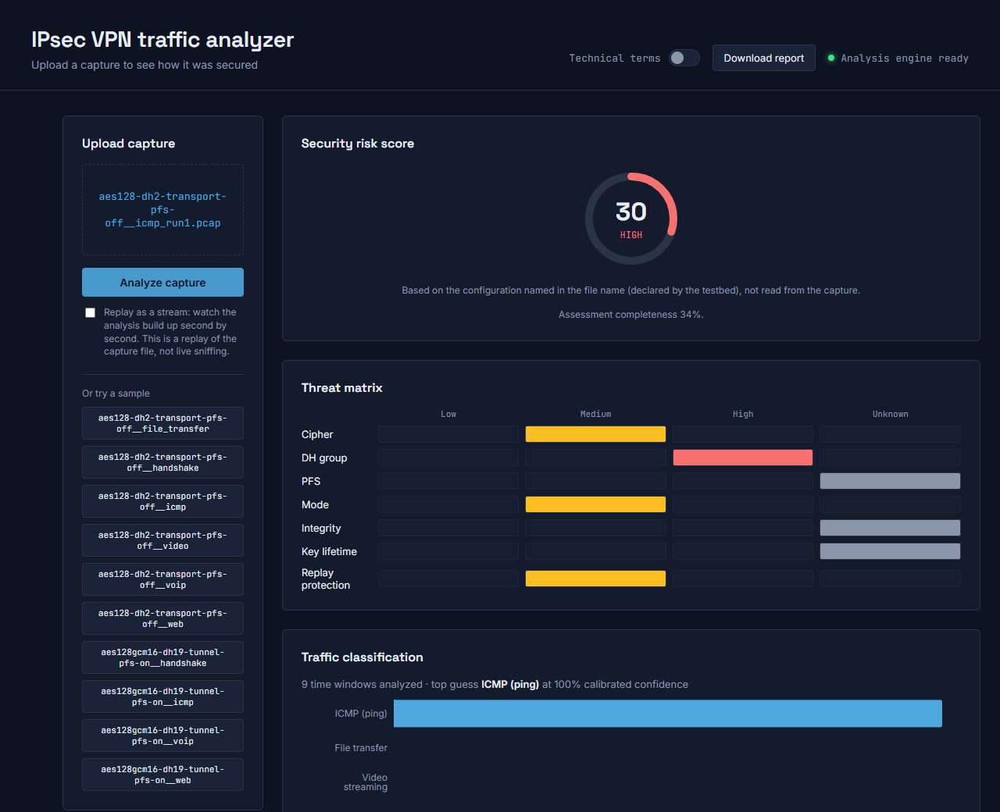 IPsec VPN traffic analyzer
Upload a capture to see how it was secured
Technical terms
Download report
Analysis engine ready
Upload capture
aes128-dh2-transport-
pfs-
off__icmp_run1.pcap
Analyze capture
Replay as a stream: watch the
analysis build up second by
second. This is a replay of the
capture file, not live sniffing.
Or try a sample
aes128-dh2-transport-pfs-
off__file_transfer
aes128-dh2-transport-pfs-
off__handshake
aes128-dh2-transport-pfs-
off__icmp
aes128-dh2-transport-pfs-
off__video
aes128-dh2-transport-pfs-
off__voip
aes128-dh2-transport-pfs-
off__web
aes128gcm16-dh19-tunnel-
pfs-on__handshake
aes128gcm16-dh19-tunnel-
pfs-on__icmp
aes128gcm16-dh19-tunnel-
pfs-on__voip
aes128gcm16-dh19-tunnel-
pfs-on__web
Security risk score
30
HIGH
Based on the configuration named in the file name (declared by the testbed), not read from the capture.
Assessment completeness 34%.
Threat matrix
Low Medium High Unknown
Cipher
DH group
PFS
Mode
Integrity
Key lifetime
Replay
protection
Traffic classification
9 time windows analyzed · top guess ICMP (ping) at 100% calibrated confidence
ICMP (ping)
File transfer
Video
streaming